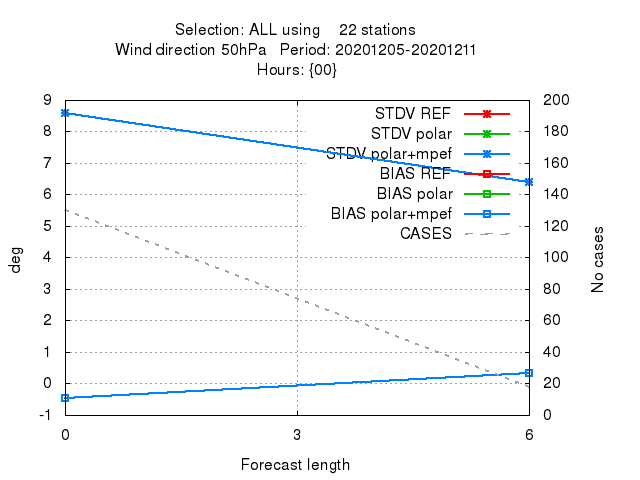 Selection: ALL using    22 stations
Wind direction 50hPa   Period: 20201205-20201211
Hours: {00}
9
8
7
6
5
4
3
2
1
0
-1
200
180
160
140
120
100
80
60
40
20
0
STDV REF
STDV polar
STDV polar+mpef
BIAS REF
BIAS polar
BIAS polar+mpef
CASES
deg
No cases
0 3 6
Forecast length